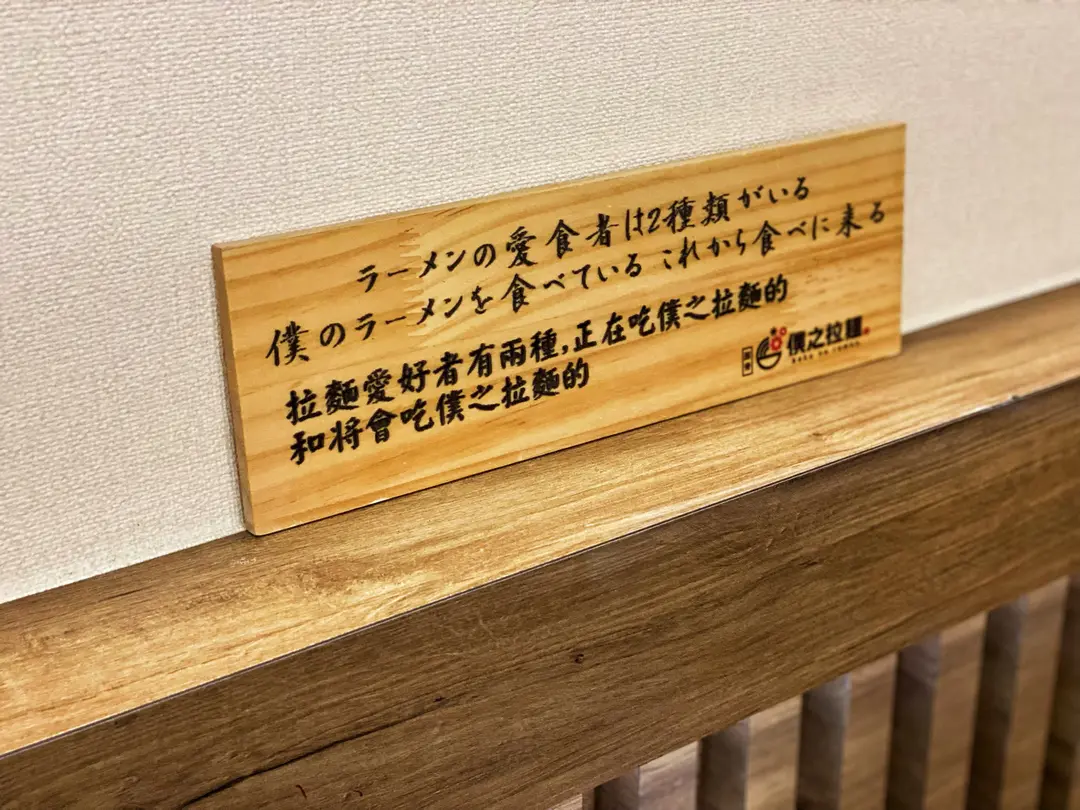 ラーメンの愛食者は2種類がいる
僕のラーメンを食べている これから食べに来る
拉麵愛好者有兩種,正在吃僕之拉麵的
和將會吃僕之拉麵的
僕之拉麵